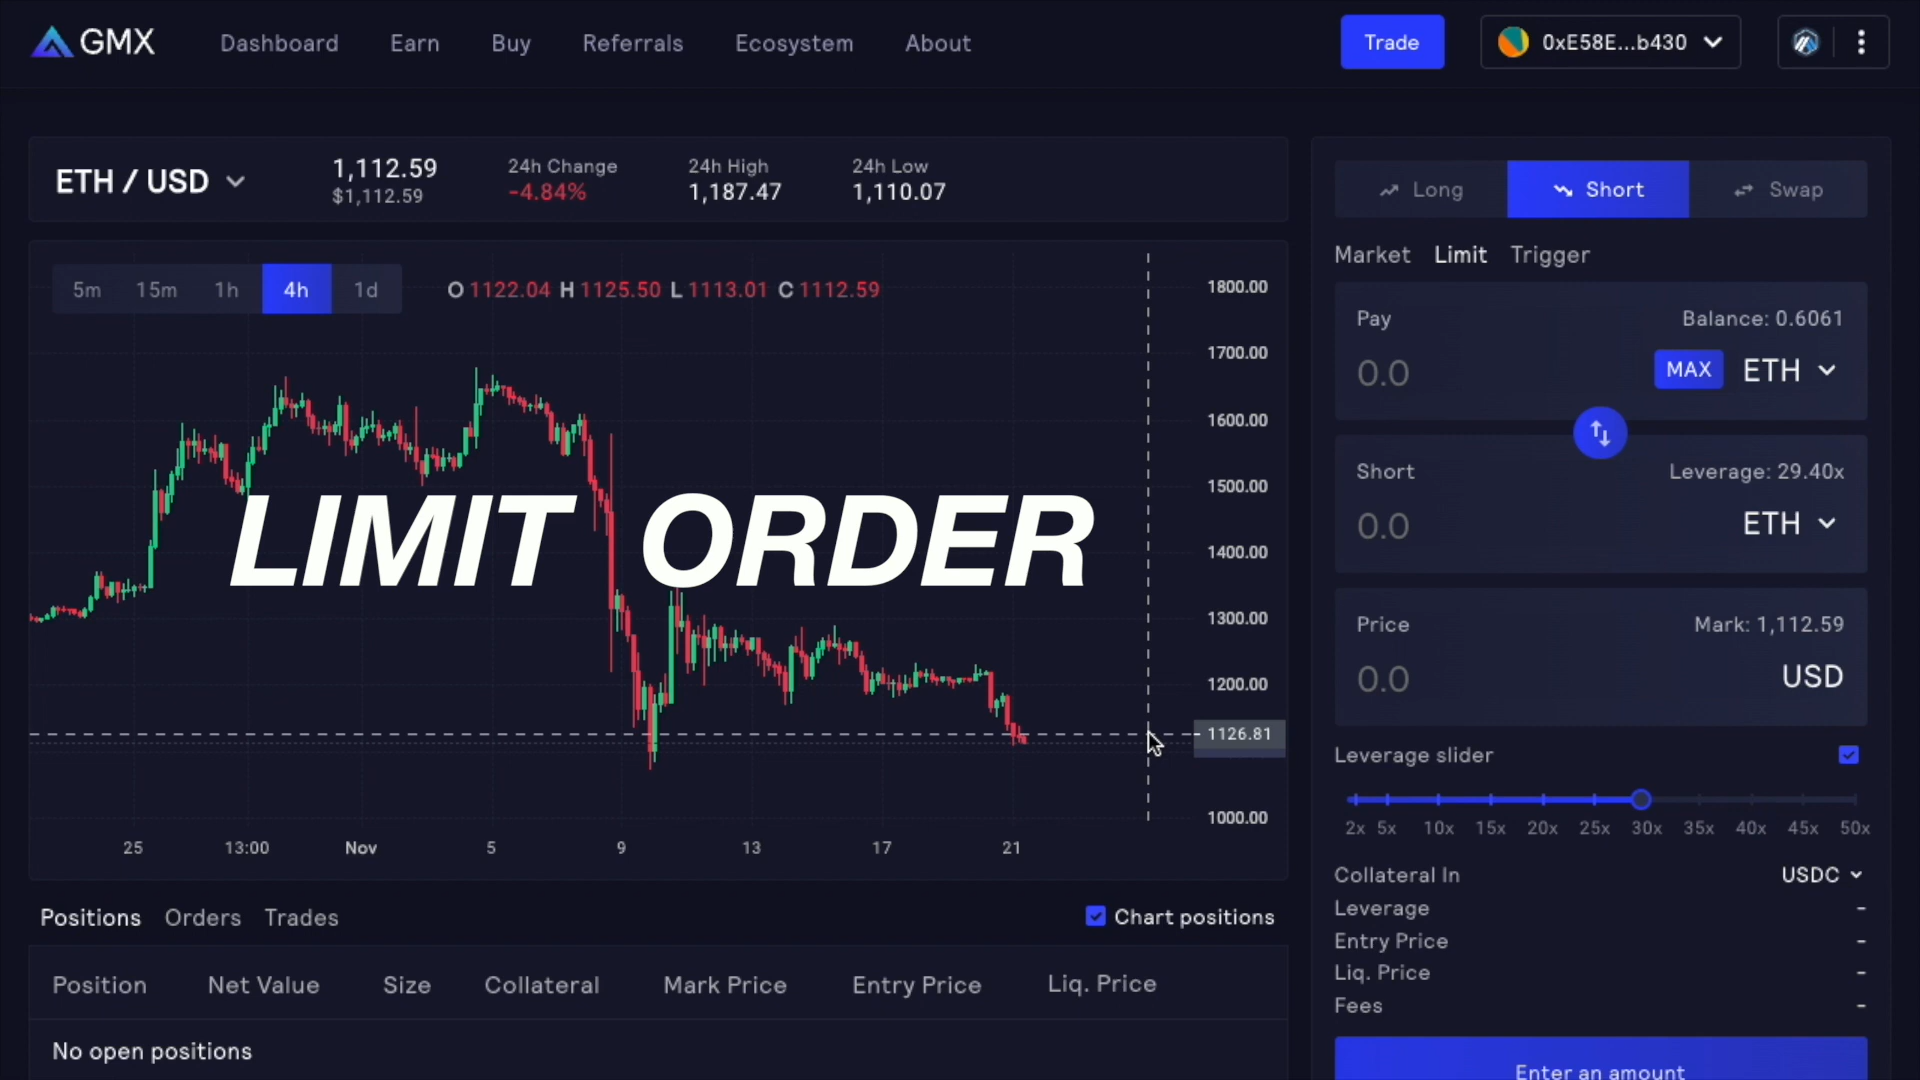 GMX
Dashboard
Earn
Buy
Referrals
Ecosystem
About
Trade
0xE58E...b430
ETH / USD
1,112.59
$1,112.59
24h Change
-4.84%
24h High
1,187.47
24h Low
1,110.07
5m 15m 1h 4h 1d
O 1122.04 H 1125.50 L 1113.01 C 1112.59
LIMIT ORDER
1800.00
1700.00
1600.00
1500.00
1400.00
1300.00
1200.00
1126.81
1000.00
25 13:00 Nov 5 9 13 17 21
Positions Orders Trades
Chart positions
Position Net Value Size Collateral Mark Price Entry Price Liq. Price
No open positions
Long Short Swap
Market Limit Trigger
Pay Balance: 0.6061
0.0 MAX ETH
Short Leverage: 29.40x
0.0 ETH
Price Mark: 1,112.59
0.0 USD
Leverage slider
2x 5x 10x 15x 20x 25x 30x 35x 40x 45x 50x
Collateral In USDC
Leverage -
Entry Price -
Liq. Price -
Fees -
Enter an amount